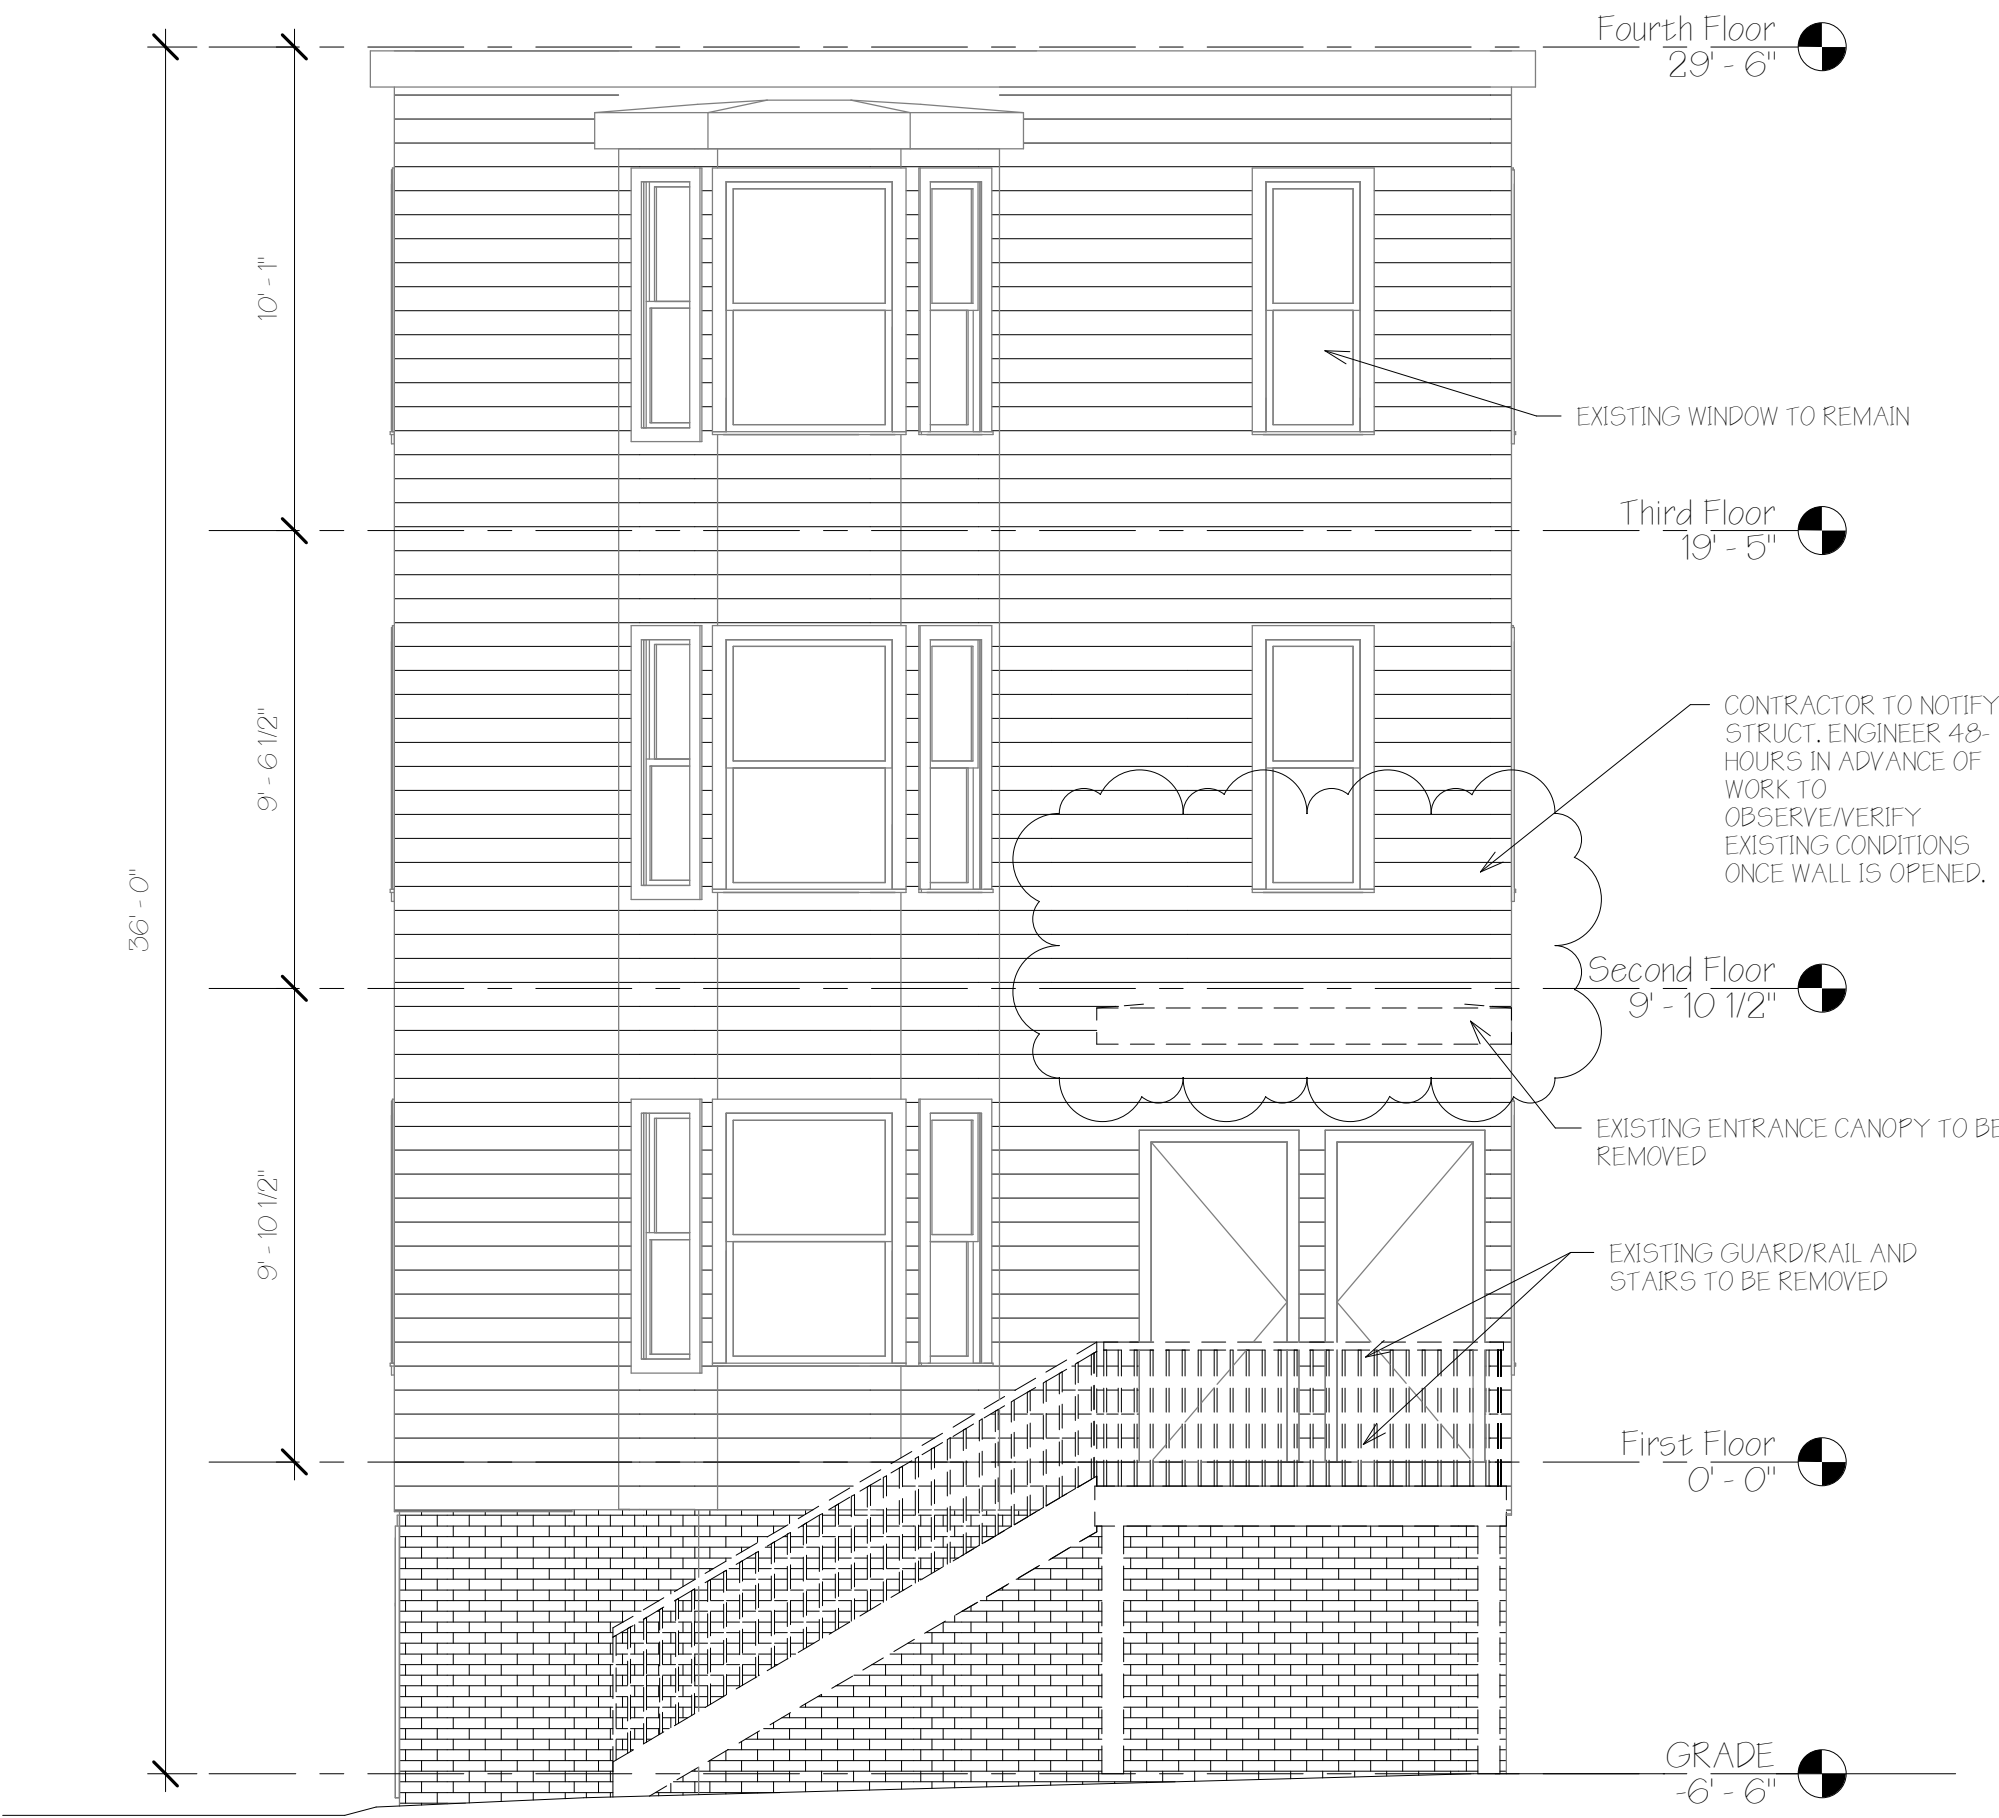 Fourth Floor
29' - 6"
10' - 1"
EXISTING WINDOW TO REMAIN
Third Floor
19' - 5"
9' - 6 1/2"
CONTRACTOR TO NOTIFY
STRUCT. ENGINEER 48-
HOURS IN ADVANCE OF
WORK TO
OBSERVE/VERIFY
EXISTING CONDITIONS
ONCE WALL IS OPENED.
36' - 0"
Second Floor
9' - 10 1/2"
EXISTING ENTRANCE CANOPY TO BE
REMOVED
9' - 10 1/2"
EXISTING GUARD/RAIL AND
STAIRS TO BE REMOVED
First Floor
0' - 0"
GRADE
-6' - 6"